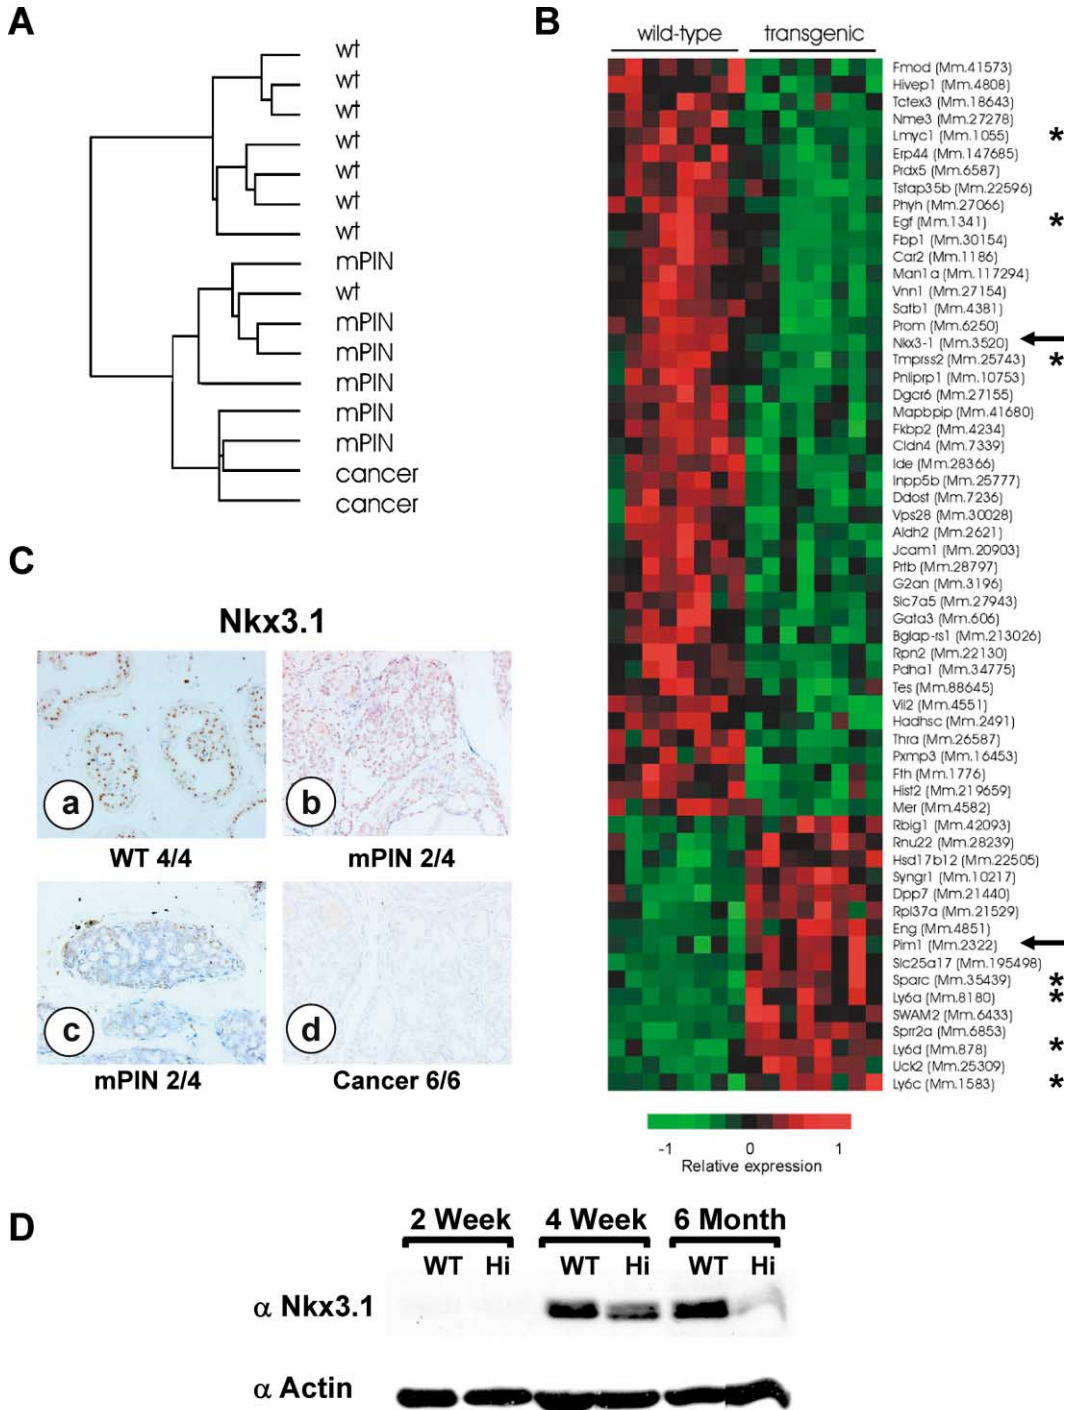 A
wt
wt
wt
wt
wt
wt
wt
mPIN
wt
mPIN
mPIN
mPIN
mPIN
mPIN
cancer
cancer
B
wild-type transgenic
Fmod (Mm.41573)
Hivep1 (Mm.4808)
Tctex3 (Mm.18643)
Nme3 (Mm.27278)
Lmyc1 (Mm.1055) *
Erp44 (Mm.147685)
Prdx5 (Mm.6587)
Tstap35b (Mm.22596)
Phyh (Mm.27066)
Egf (Mm.1341) *
Fbp1 (Mm.30154)
Car2 (Mm.1186)
Man1a (Mm.117294)
Vnn1 (Mm.27154)
Satb1 (Mm.4381)
Prom (Mm.6250)
Nkx3-1 (Mm.3520)
Tmprss2 (Mm.25743) *
Pnliprp1 (Mm.10753)
Dgcr6 (Mm.27155)
Mapbpip (Mm.41680)
Fkbp2 (Mm.4234)
Cldn4 (Mm.7339)
Ide (Mm.28366)
Inpp5b (Mm.25777)
Ddost (Mm.7236)
Vps28 (Mm.30028)
Aldh2 (Mm.2621)
Jcam1 (Mm.20903)
Prtb (Mm.28797)
G2an (Mm.3196)
Slc7a5 (Mm.27943)
Gata3 (Mm.606)
Bglap-rs1 (Mm.213026)
Rpn2 (Mm.22130)
Pdha1 (Mm.34775)
Tes (Mm.88645)
Vil2 (Mm.4551)
Hadhsc (Mm.2491)
Thra (Mm.26587)
Pxmp3 (Mm.16453)
Fth (Mm.1776)
Hist2 (Mm.219659)
Mer (Mm.4582)
Rbig1 (Mm.42093)
Rnu22 (Mm.28239)
Hsd17b12 (Mm.22505)
Syngr1 (Mm.10217)
Dpp7 (Mm.21440)
Rpl37a (Mm.21529)
Eng (Mm.4851)
Pim1 (Mm.2322)
Slc25a17 (Mm.195498)
Sparc (Mm.35439) *
Ly6a (Mm.8180) *
SWAM2 (Mm.6433)
Sprr2a (Mm.6853)
Ly6d (Mm.878) *
Uck2 (Mm.25309)
Ly6c (Mm.1583) *
-1 0 1
Relative expression
C
Nkx3.1
a
b
WT 4/4
mPIN 2/4
c
d
mPIN 2/4
Cancer 6/6
D
2 Week 4 Week 6 Month
WT Hi WT Hi WT Hi
α Nkx3.1
α Actin